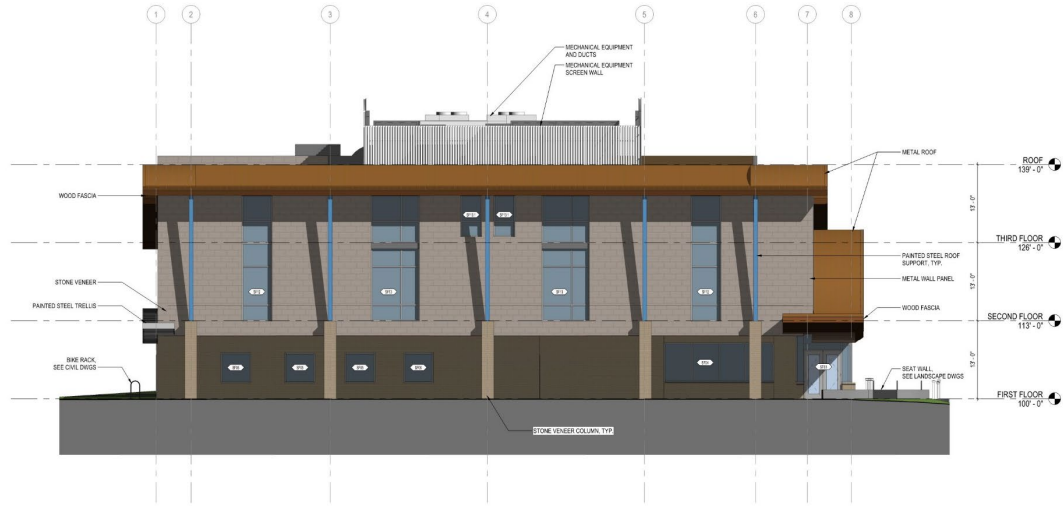 1 2 3 4 5 6 7 8
MECHANICAL EQUIPMENT
AND DUCTS
MECHANICAL EQUIPMENT
SCREEN WALL
METAL ROOF
ROOF
139' - 0"
WOOD FASCIA
13' - 0"
THIRD FLOOR
126' - 0"
PAINTED STEEL ROOF
SUPPORT, TYP.
METAL WALL PANEL
13' - 0"
STONE VENEER
PAINTED STEEL TRELLIS
WOOD FASCIA
SECOND FLOOR
113' - 0"
BIKE RACK,
SEE CIVIL DWGS
13' - 0"
SEAT WALL,
SEE LANDSCAPE DWGS
FIRST FLOOR
100' - 0"
STONE VENEER COLUMN, TYP.